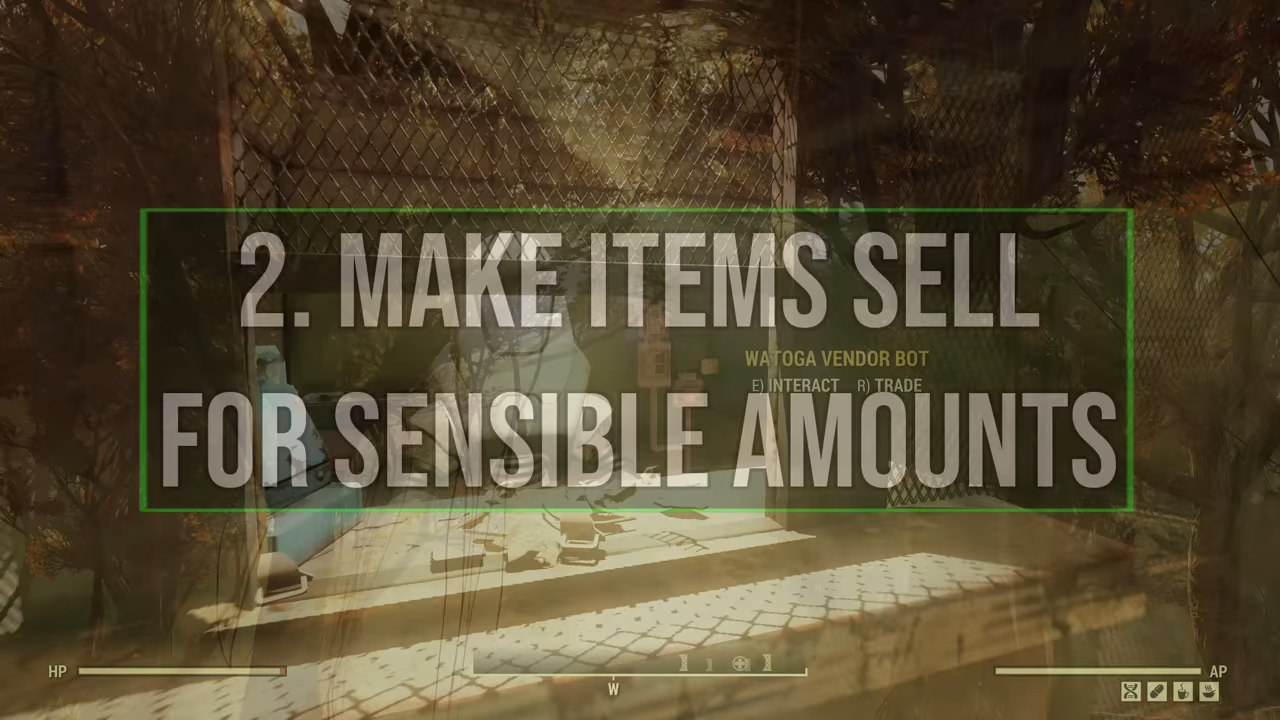 2. MAKE ITEMS SELL
WATOGA VENDOR BOT
E) INTERACT R) TRADE
FOR SENSIBLE AMOUNTS
HP
W
AP